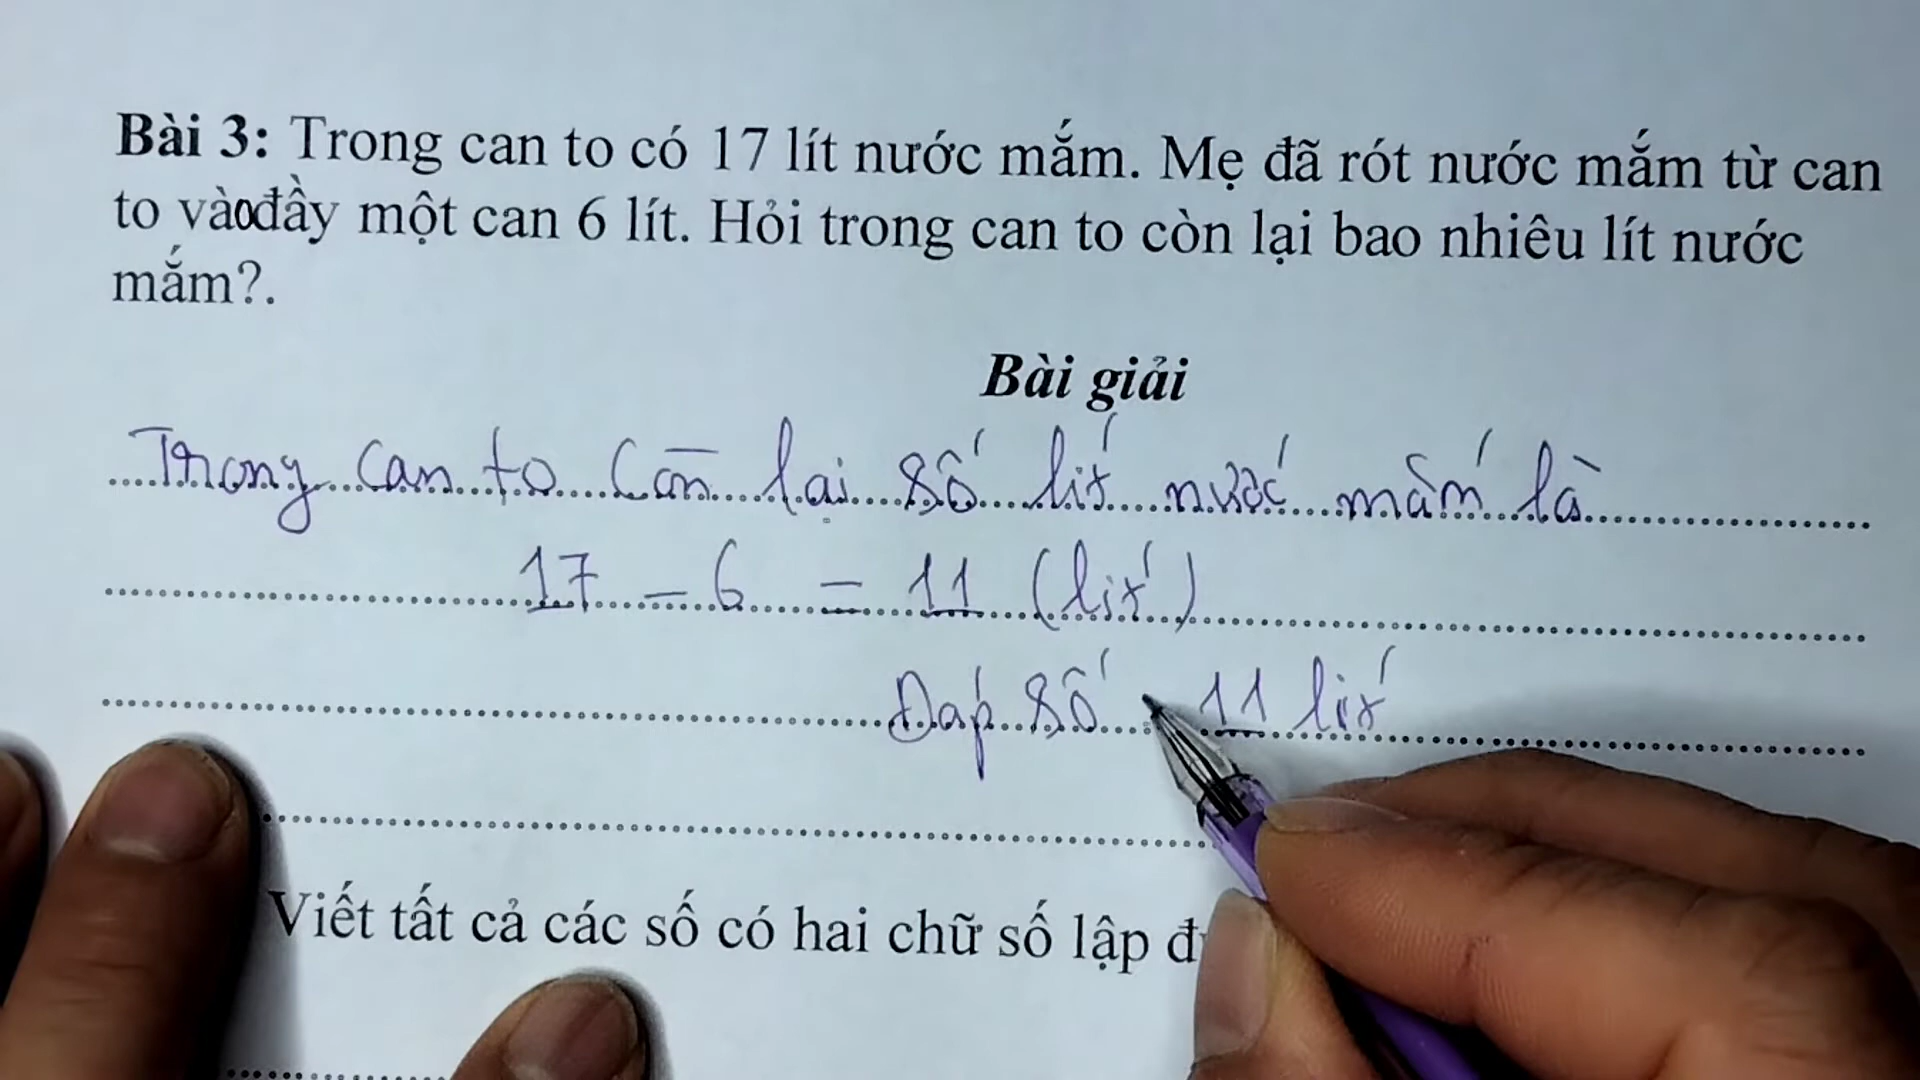 Bài 3: Trong can to có 17 lít nước mắm. Mẹ đã rót nước mắm từ can
to vàođầy một can 6 lít. Hỏi trong can to còn lại bao nhiêu lít nước
mắm?.
Bài giải
Trong can to còn lại số lít nước mắm là
17 - 6 = 11 (lít)
Đáp số 11 lít
Viết tất cả các số có hai chữ số lập